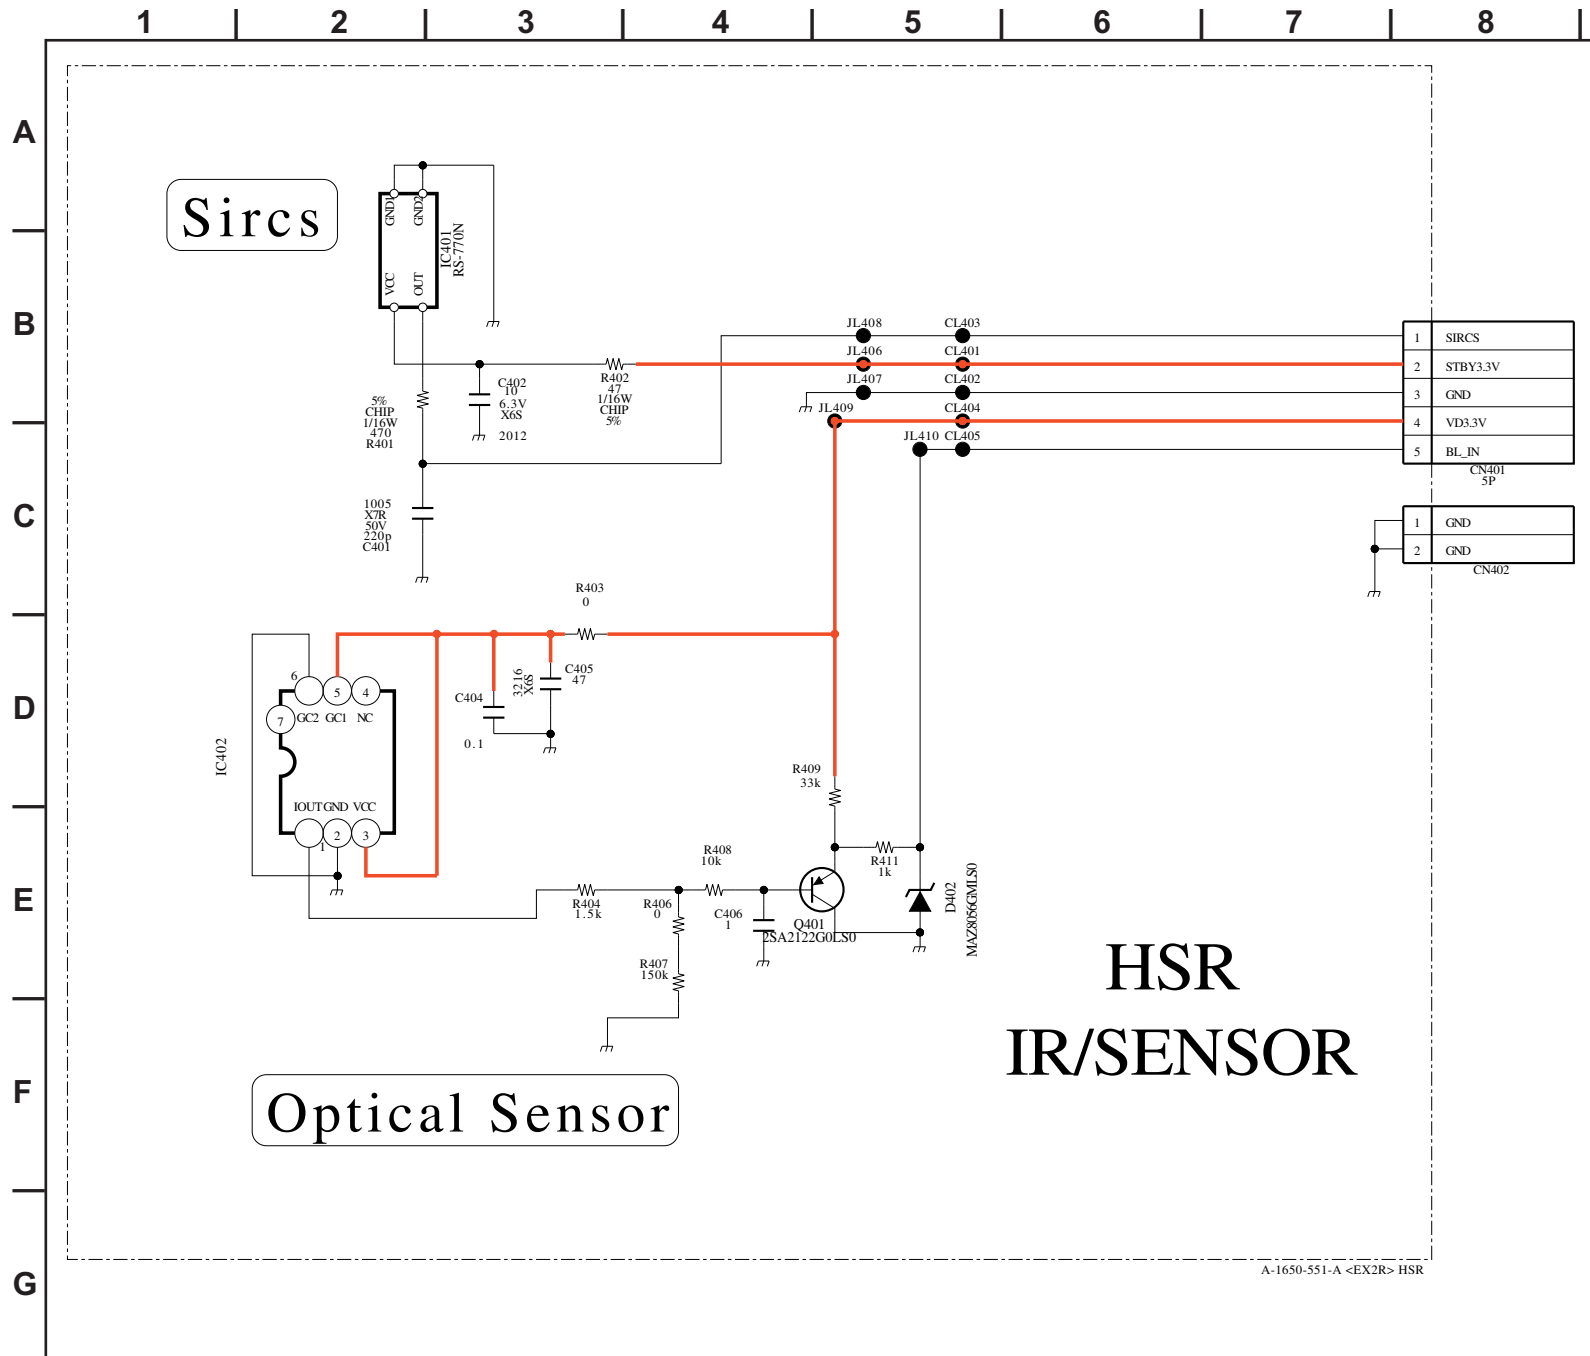 1 2 3 4 5 6 7 8
A
B
C
D
E
F
G
Sircs
GND1
GND2
VCC
OUT
IC401
RS-770N
5%
CHIP
1/16W
470
R401
C402
10
6.3V
X6S
2012
R402
47
1/16W
CHIP
5%
JL408 CL403
JL406 CL401
JL407 CL402
JL409 CL404
JL410 CL405
1 SIRCS
2 STBY3.3V
3 GND
4 VD3.3V
5 BL_IN
CN401
5P
1 GND
2 GND
CN402
1005
X7R
50V
220p
C401
R403
0
3216
X6S
C405
47
C404
0.1
6
5
4
7
GC2 GC1 NC
IC402
IOUT GND VCC
1
2
3
R409
33k
R408
10k
R411
1k
R404
1.5k
R406
0
C406
1
Q401
2SA2122G0LS0
D402
MAZ8056GMLS0
R407
150k
HSR
IR/SENSOR
Optical Sensor
A-1650-551-A <EX2R> HSR